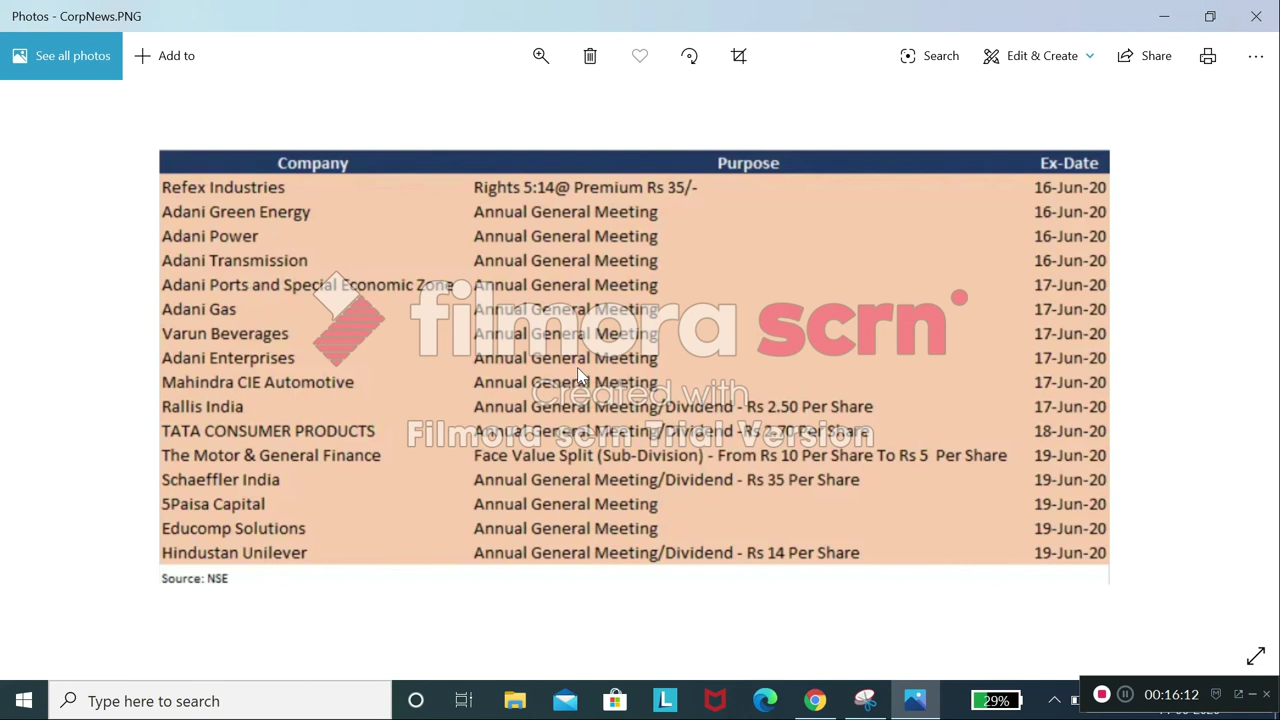 Photos - CorpNews.PNG
See all photos
Add to
Search
Edit & Create
Share
Company Purpose Ex-Date
Refex Industries Rights 5:14@ Premium Rs 35/- 16-Jun-20
Adani Green Energy Annual General Meeting 16-Jun-20
Adani Power Annual General Meeting 16-Jun-20
Adani Transmission Annual General Meeting 16-Jun-20
Adani Ports and Special Economic Zone Annual General Meeting 17-Jun-20
Adani Gas Annual General Meeting 17-Jun-20
Varun Beverages Annual General Meeting 17-Jun-20
Adani Enterprises Annual General Meeting 17-Jun-20
Mahindra CIE Automotive Annual General Meeting 17-Jun-20
Rallis India Annual General Meeting/Dividend - Rs 2.50 Per Share 17-Jun-20
TATA CONSUMER PRODUCTS Annual General Meeting/Dividend - Rs 2.70 Per Share 18-Jun-20
The Motor & General Finance Face Value Split (Sub-Division) - From Rs 10 Per Share To Rs 5 Per Share 19-Jun-20
Schaeffler India Annual General Meeting/Dividend - Rs 35 Per Share 19-Jun-20
5Paisa Capital Annual General Meeting 19-Jun-20
Educomp Solutions Annual General Meeting 19-Jun-20
Hindustan Unilever Annual General Meeting/Dividend - Rs 14 Per Share 19-Jun-20
Source: NSE
filmora scrn
Created with
Filmora scrn Trial Version
Type here to search
L
29%
00:16:12